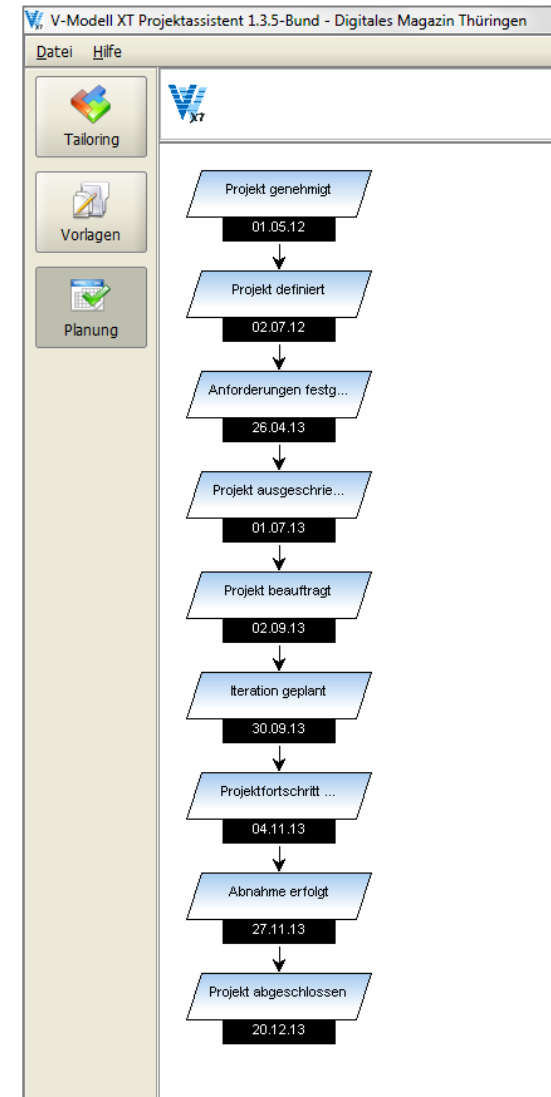 V-Modell XT Projektassistent 1.3.5-Bund - Digitales Magazin Thüringen
Datei Hilfe
Tailoring
Vorlagen
Planung
XT
Projekt genehmigt
01.05.12
Projekt definiert
02.07.12
Anforderungen festg...
26.04.13
Projekt ausgeschrie...
01.07.13
Projekt beauftragt
02.09.13
Iteration geplant
30.09.13
Projektfortschritt ...
04.11.13
Abnahme erfolgt
27.11.13
Projekt abgeschlossen
20.12.13